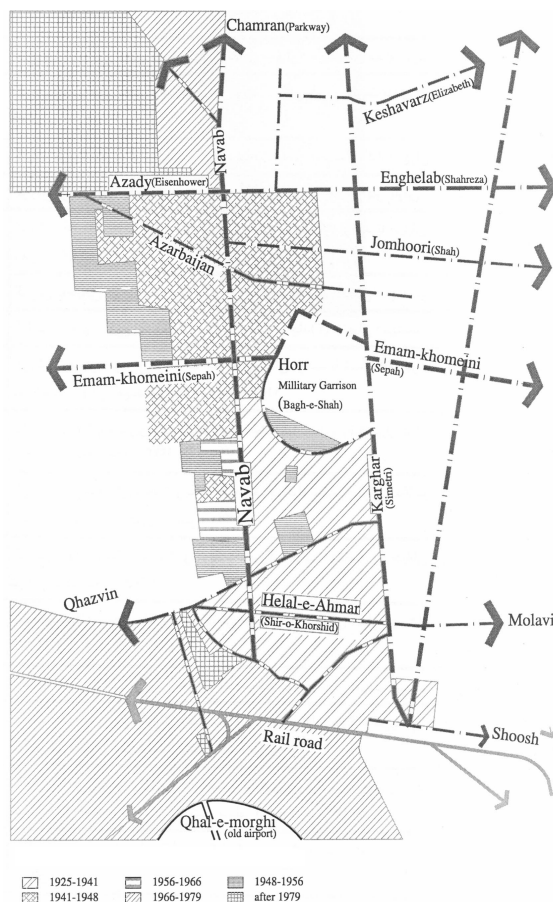 Chamran(Parkway)
Keshavarz(Elizabeth)
Navab
Azady(Eisenhower)
Enghelab(Shahreza)
Azarbaijan
Jomhoori(Shah)
Emam-khomeini(Sepah)
Horr
Millitary Garrison
(Bagh-e-Shah)
Emam-khomeini
(Sepah)
Navab
Karghar
(Simetri)
Qhazvin
Helal-e-Ahmar
(Shir-o-Khorshid)
Molavi
Rail road
Shoosh
Qhal-e-morghi
(old airport)
1925-1941
1956-1966
1948-1956
1941-1948
1966-1979
after 1979